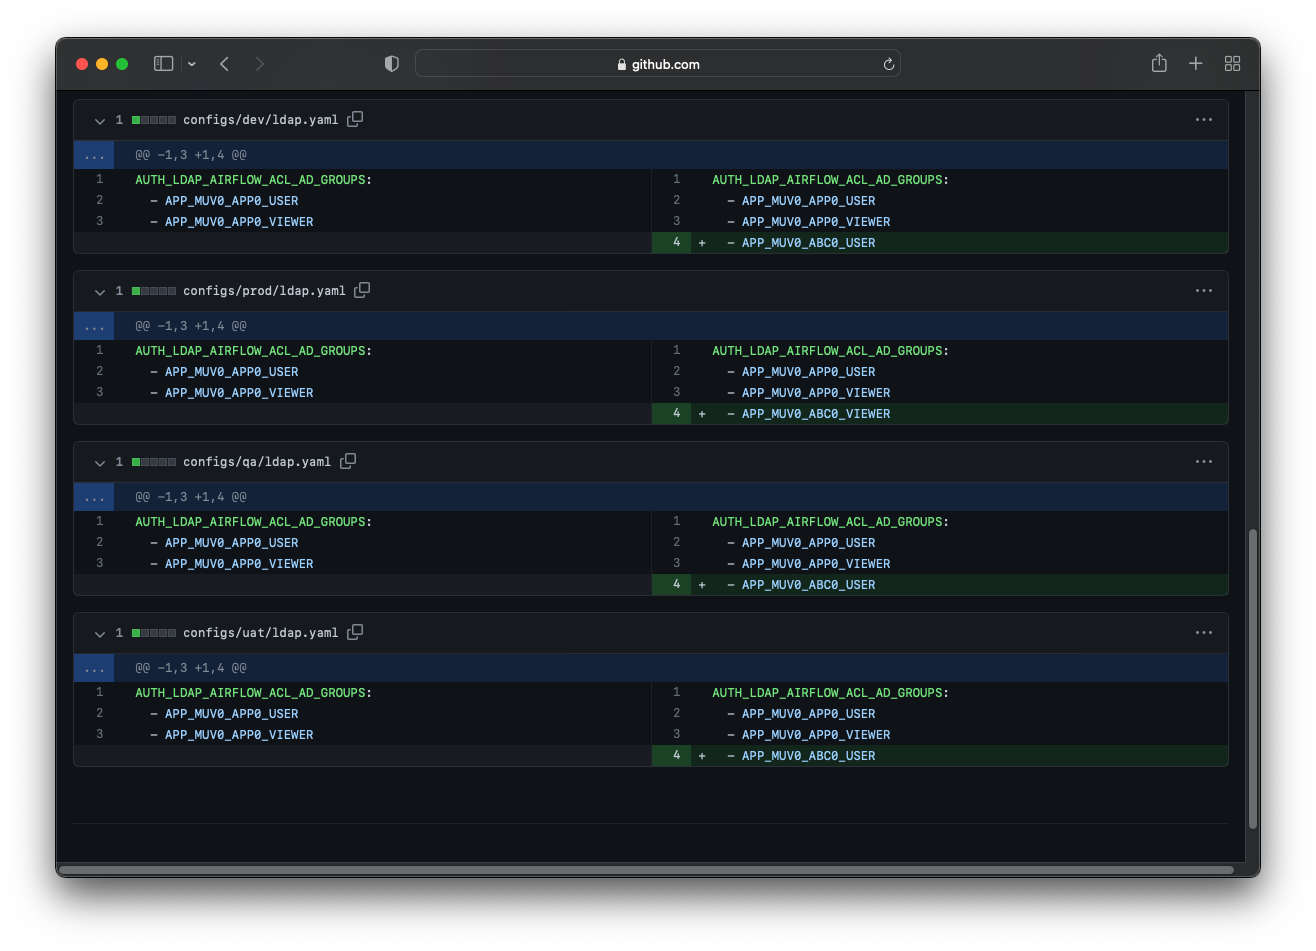 github.com
1 configs/dev/ldap.yaml ...
... @@ -1,3 +1,4 @@
1 AUTH_LDAP_AIRFLOW_ACL_AD_GROUPS: 1 AUTH_LDAP_AIRFLOW_ACL_AD_GROUPS:
2 - APP_MUV0_APP0_USER 2 - APP_MUV0_APP0_USER
3 - APP_MUV0_APP0_VIEWER 3 - APP_MUV0_APP0_VIEWER
4 + - APP_MUV0_ABC0_USER
1 configs/prod/ldap.yaml ...
... @@ -1,3 +1,4 @@
1 AUTH_LDAP_AIRFLOW_ACL_AD_GROUPS: 1 AUTH_LDAP_AIRFLOW_ACL_AD_GROUPS:
2 - APP_MUV0_APP0_USER 2 - APP_MUV0_APP0_USER
3 - APP_MUV0_APP0_VIEWER 3 - APP_MUV0_APP0_VIEWER
4 + - APP_MUV0_ABC0_VIEWER
1 configs/qa/ldap.yaml ...
... @@ -1,3 +1,4 @@
1 AUTH_LDAP_AIRFLOW_ACL_AD_GROUPS: 1 AUTH_LDAP_AIRFLOW_ACL_AD_GROUPS:
2 - APP_MUV0_APP0_USER 2 - APP_MUV0_APP0_USER
3 - APP_MUV0_APP0_VIEWER 3 - APP_MUV0_APP0_VIEWER
4 + - APP_MUV0_ABC0_USER
1 configs/uat/ldap.yaml ...
... @@ -1,3 +1,4 @@
1 AUTH_LDAP_AIRFLOW_ACL_AD_GROUPS: 1 AUTH_LDAP_AIRFLOW_ACL_AD_GROUPS:
2 - APP_MUV0_APP0_USER 2 - APP_MUV0_APP0_USER
3 - APP_MUV0_APP0_VIEWER 3 - APP_MUV0_APP0_VIEWER
4 + - APP_MUV0_ABC0_USER